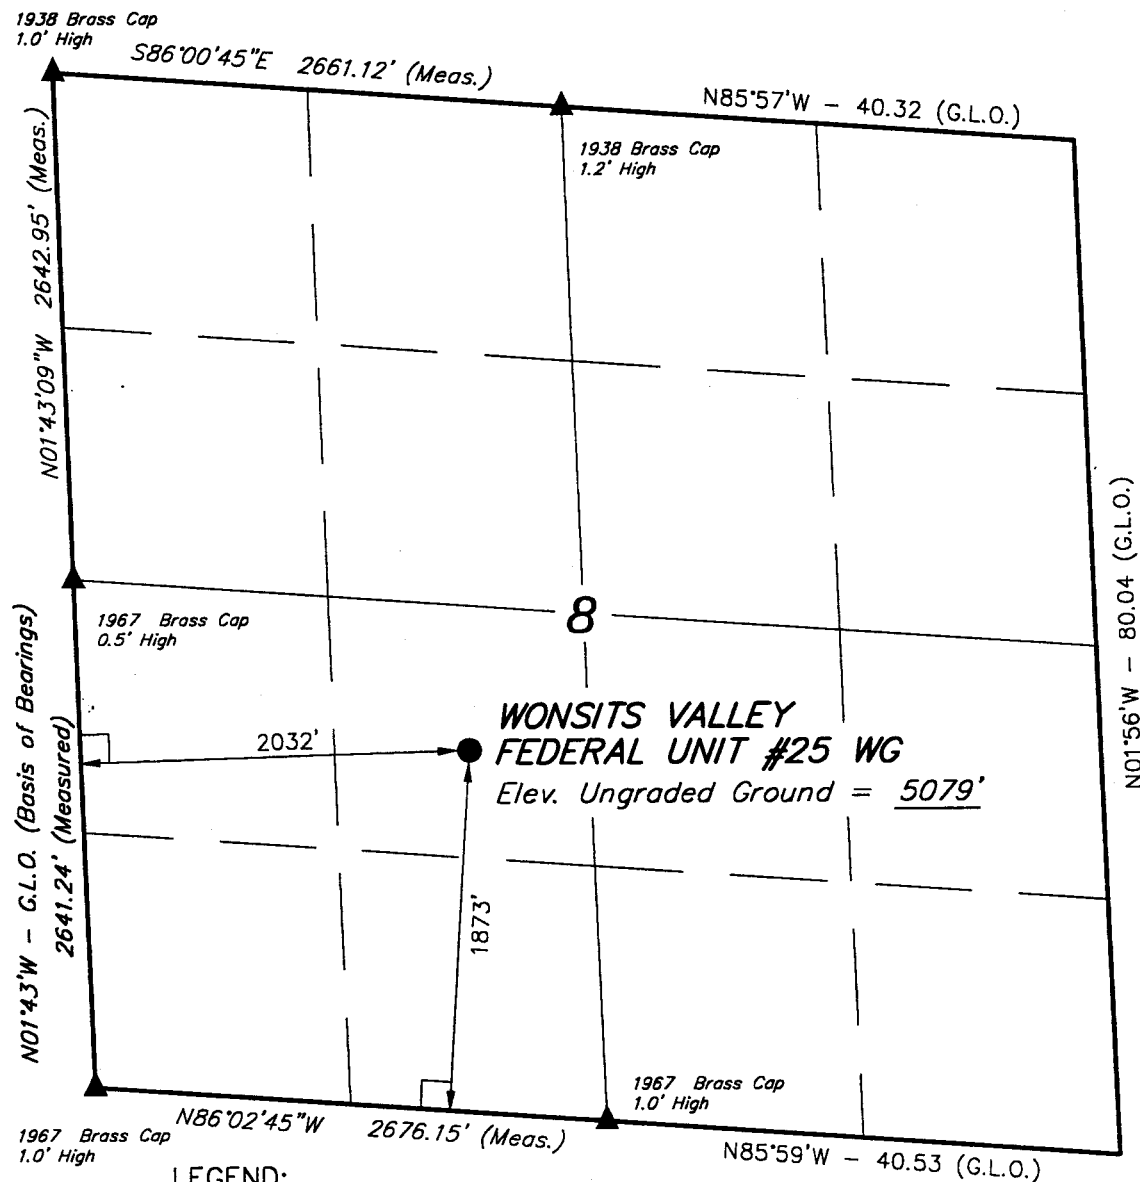 1938 Brass Cap
1.0' High
S86°00'45"E 2661.12' (Meas.)
N85°57'W – 40.32 (G.L.O.)
1938 Brass Cap
1.2' High
N01°43'09"W 2642.95' (Meas.)
N01°56'W – 80.04 (G.L.O.)
1967 Brass Cap
0.5' High
8
N01°43'W – G.L.O. (Basis of Bearings)
2641.24' (Measured)
2032'
WONSITS VALLEY
FEDERAL UNIT #25 WG
Elev. Ungraded Ground = 5079'
1873'
1967 Brass Cap
1.0' High
N86°02'45"W 2676.15' (Meas.)
1967 Brass Cap
1.0' High
N85°59'W – 40.53 (G.L.O.)
LEGEND: